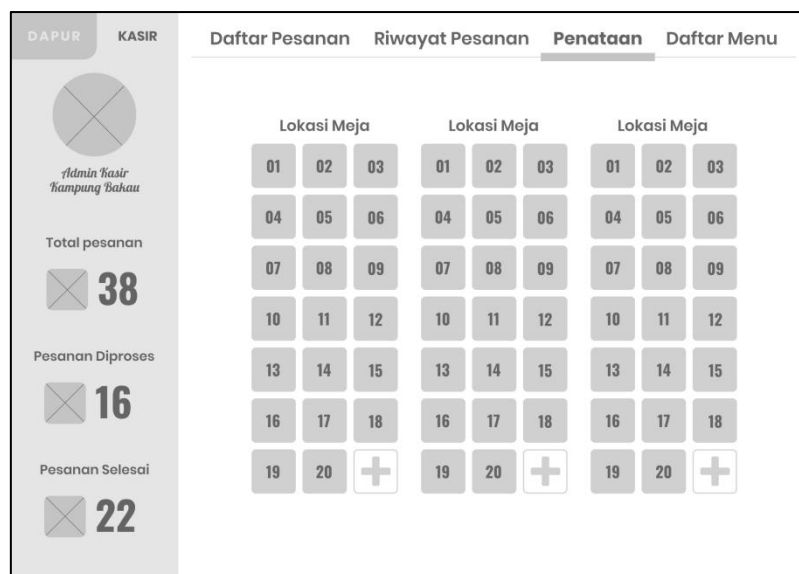 DAPUR KASIR
Admin Kasir
Kampung Bakau
Total pesanan
38
Pesanan Diproses
16
Pesanan Selesai
22
Daftar Pesanan Riwayat Pesanan Penataan Daftar Menu
Lokasi Meja Lokasi Meja Lokasi Meja
01 02 03 01 02 03 01 02 03
04 05 06 04 05 06 04 05 06
07 08 09 07 08 09 07 08 09
10 11 12 10 11 12 10 11 12
13 14 15 13 14 15 13 14 15
16 17 18 16 17 18 16 17 18
19 20 + 19 20 + 19 20 +